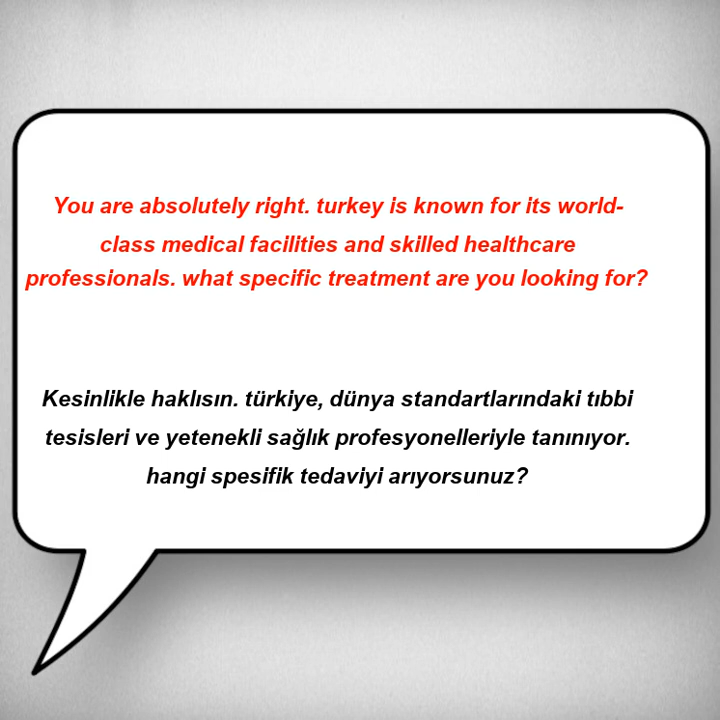 You are absolutely right. turkey is known for its world-
class medical facilities and skilled healthcare
professionals. what specific treatment are you looking for?
Kesinlikle haklısın. türkiye, dünya standartlarındaki tıbbi
tesisleri ve yetenekli sağlık profesyonelleriyle tanınıyor.
hangi spesifik tedaviyi arıyorsunuz?